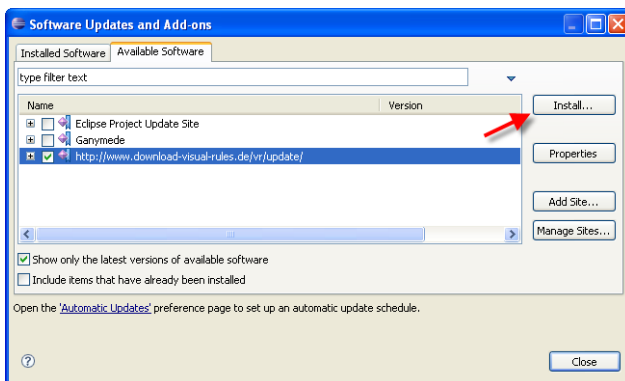 Software Updates and Add-ons
Installed Software Available Software
type filter text
Name Version
Install...
Eclipse Project Update Site
Ganymede
http://www.download-visual-rules.de/vr/update/
Properties
Add Site...
Manage Sites...
Show only the latest versions of available software
Include items that have already been installed
Open the 'Automatic Updates' preference page to set up an automatic update schedule.
? Close